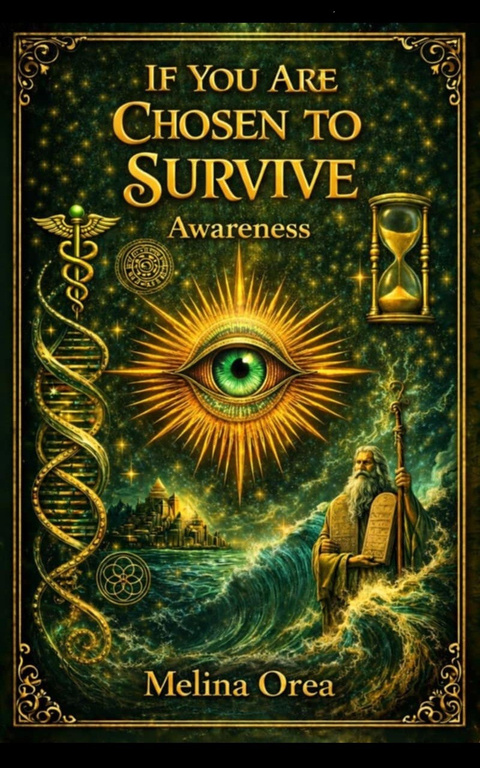 If You Are
Chosen to
Survive
Awareness
Melina Orea